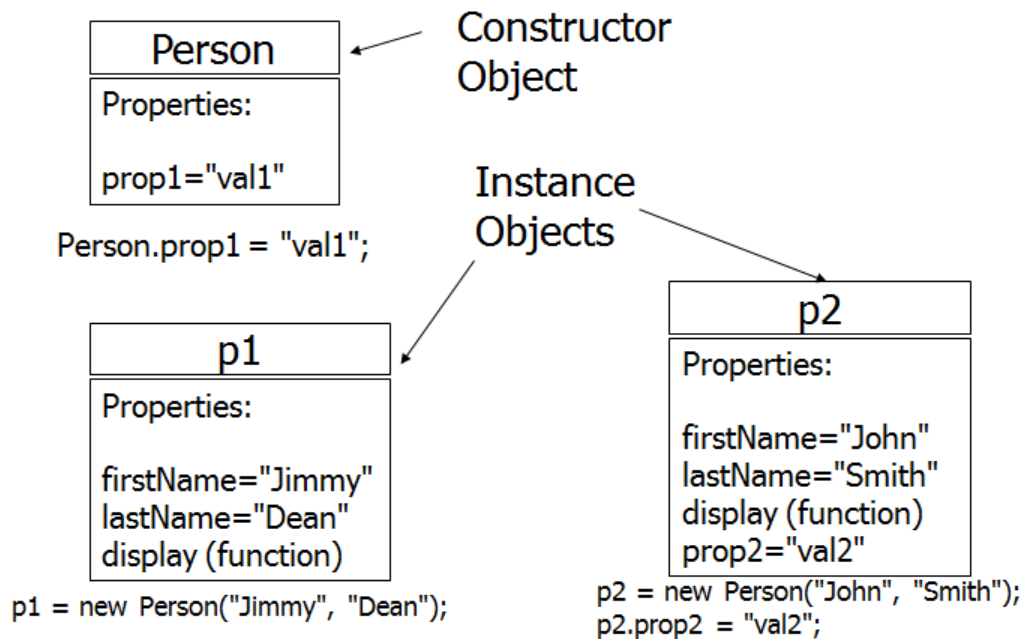 Person
Constructor
Object
Properties:
prop1="val1"
Person.prop1 = "val1";
Instance
Objects
p1
Properties:
firstName="Jimmy"
lastName="Dean"
display (function)
p1 = new Person("Jimmy", "Dean");
p2
Properties:
firstName="John"
lastName="Smith"
display (function)
prop2="val2"
p2 = new Person("John", "Smith");
p2.prop2 = "val2";